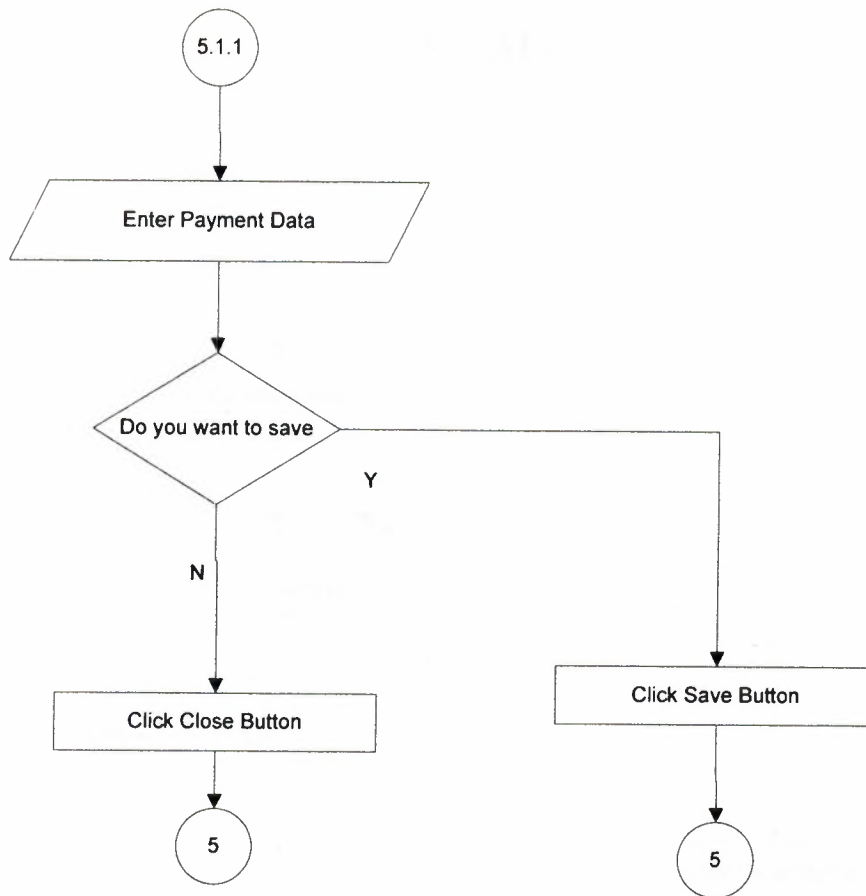 5.1.1
Enter Payment Data
Do you want to save
Y
N
Click Save Button
Click Close Button
5
5